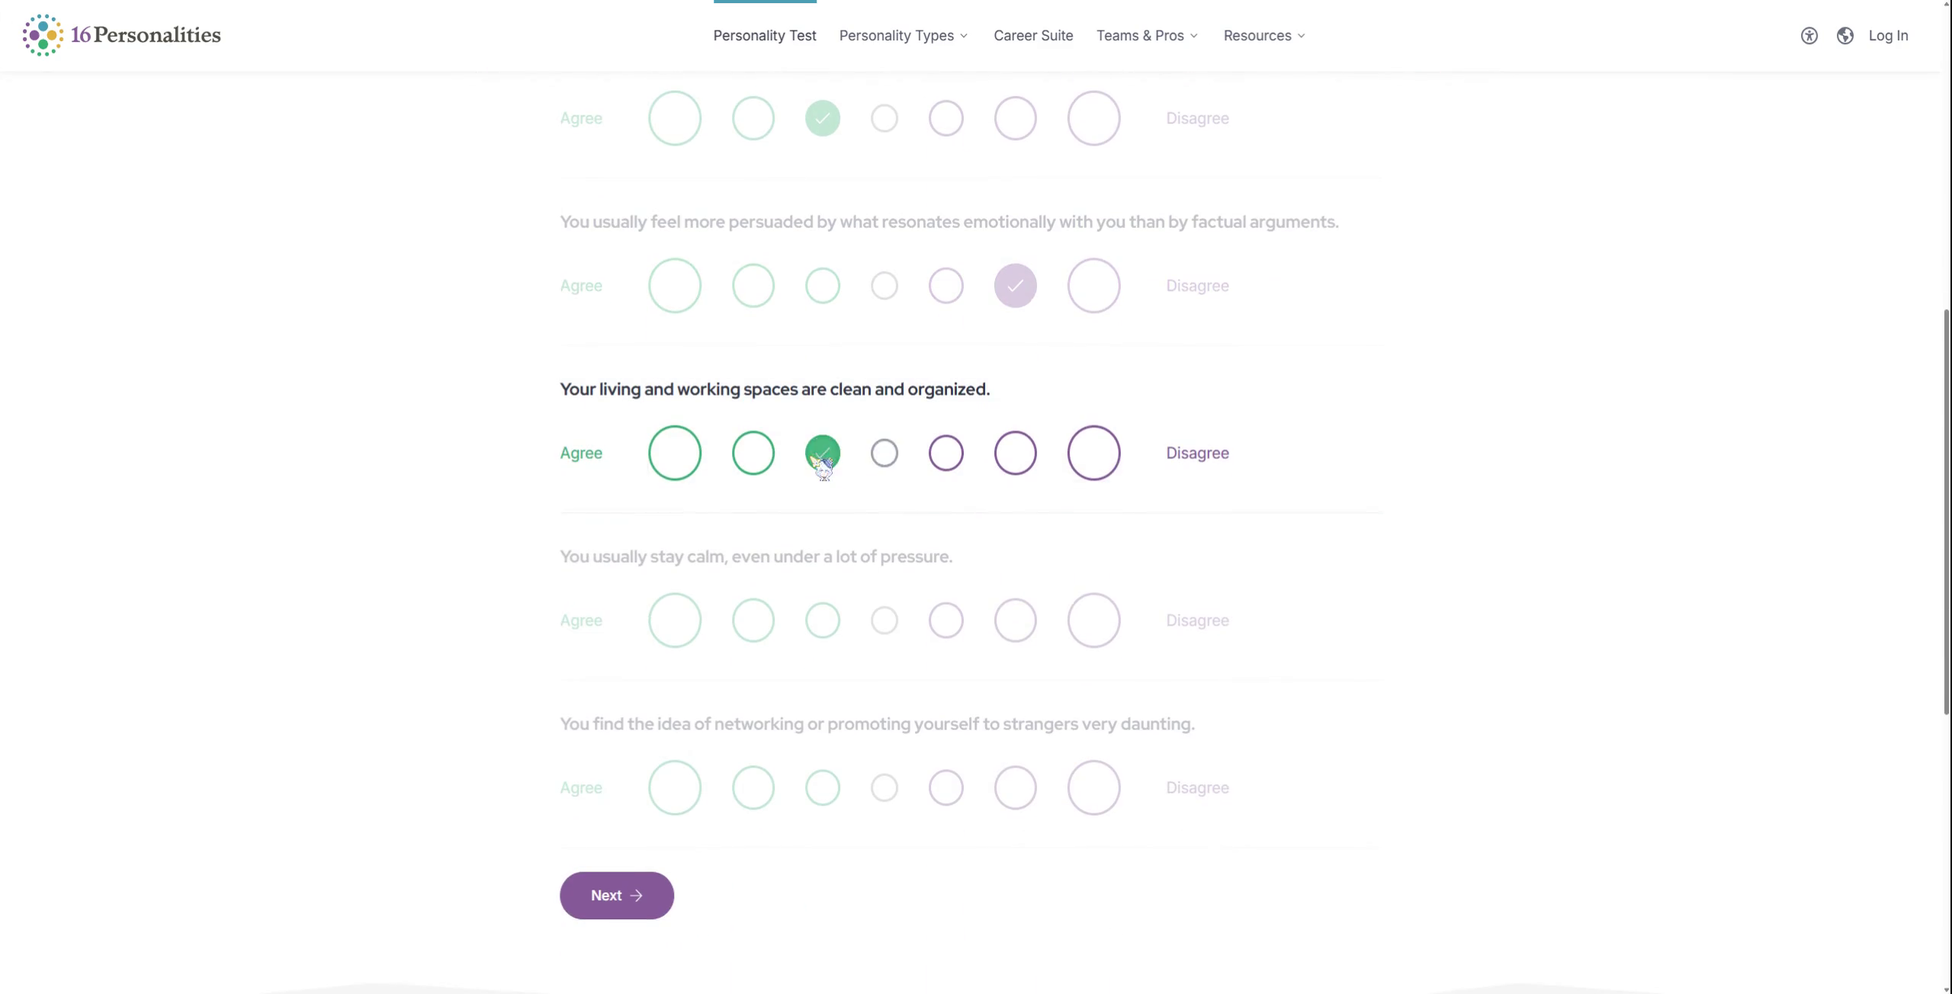 16Personalities
Personality Test
Personality Types
Career Suite
Teams & Pros
Resources
Log In
Agree
Disagree
You usually feel more persuaded by what resonates emotionally with you than by factual arguments.
Agree
Disagree
Your living and working spaces are clean and organized.
Agree
Disagree
You usually stay calm, even under a lot of pressure.
Agree
Disagree
You find the idea of networking or promoting yourself to strangers very daunting.
Agree
Disagree
Next